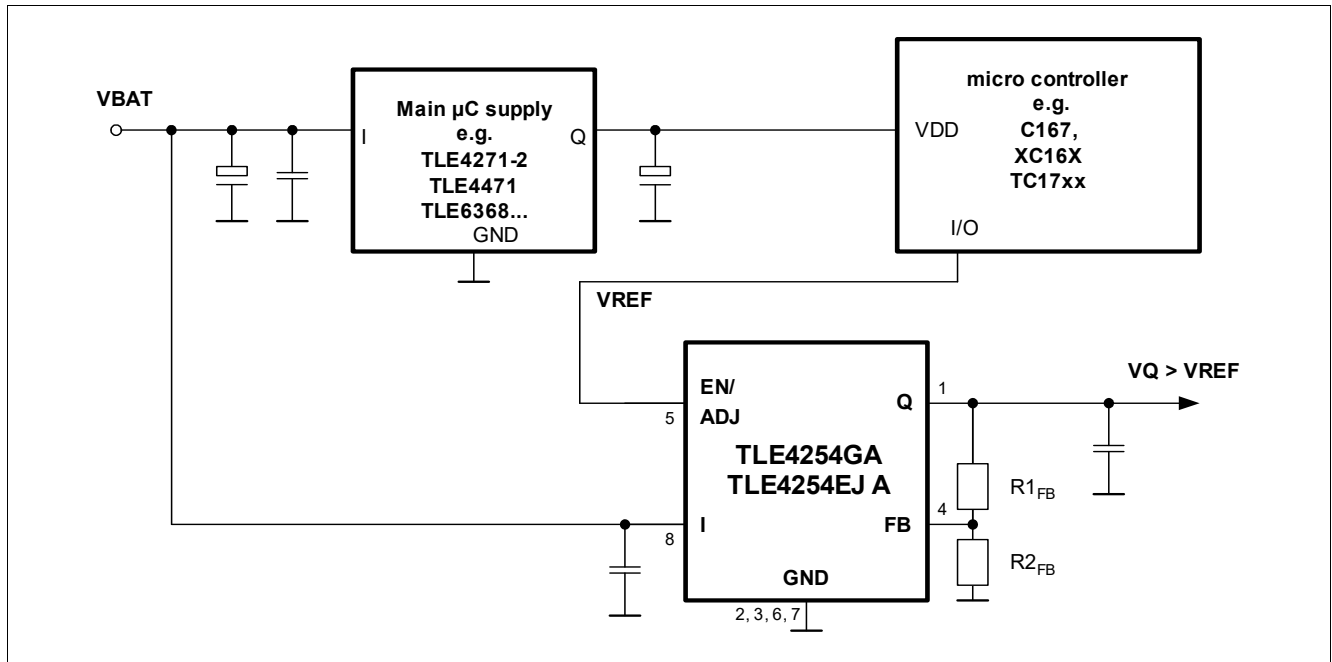 VBAT
I
Main µC supply
e.g.
TLE4271-2
TLE4471
TLE6368...
GND
Q
micro controller
e.g.
C167,
XC16X
TC17xx
VDD
I/O
VREF
EN/
ADJ
5
Q
1
VQ > VREF
TLE4254GA
TLE4254EJ A
R1FB
I
8
FB
4
R2FB
GND
2, 3, 6, 7